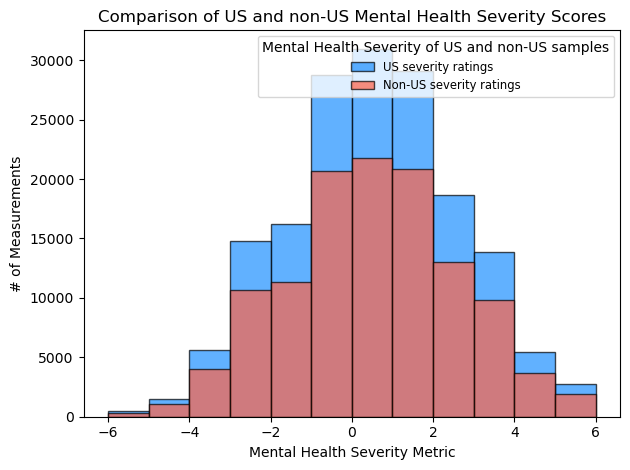 Comparison of US and non-US Mental Health Severity Scores
Mental Health Severity of US and non-US samples
US severity ratings
Non-US severity ratings
30000
25000
20000
15000
10000
5000
0
# of Measurements
−6
−4
−2
0
2
4
6
Mental Health Severity Metric